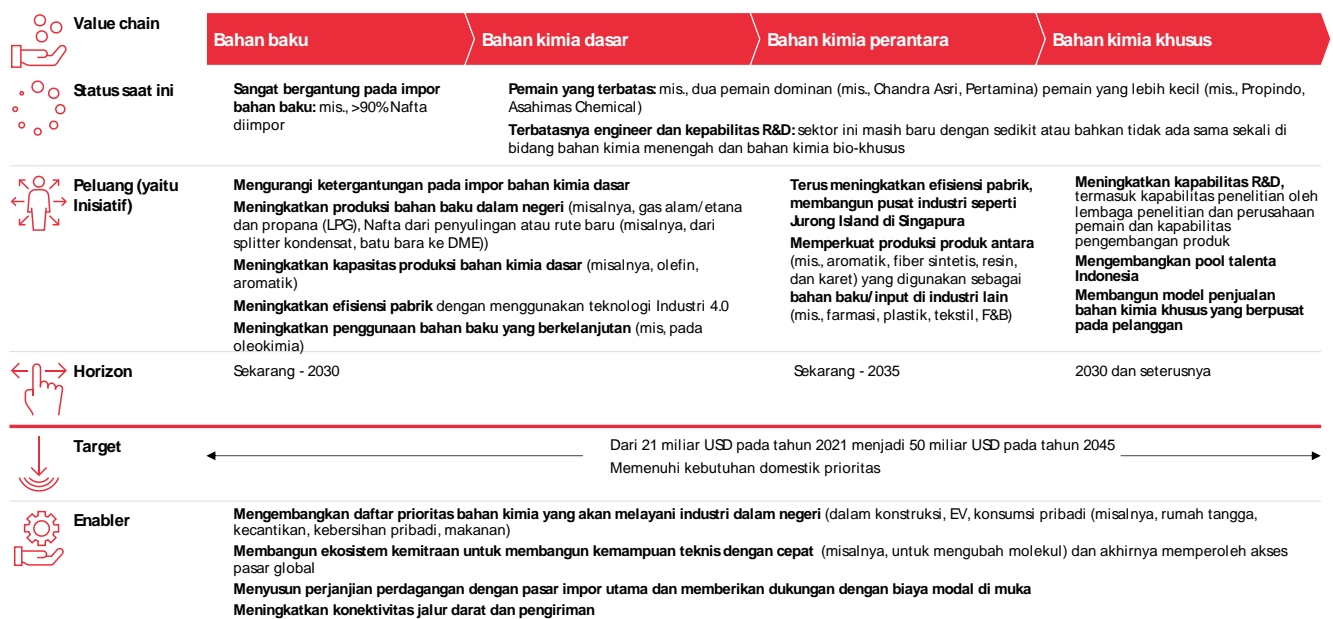 Value chain
Bahan baku
Bahan kimia dasar
Bahan kimia perantara
Bahan kimia khusus
Status saat ini
Sangat bergantung pada impor
bahan baku: mis., >90% Nafta
diimpor
Pemain yang terbatas: mis., dua pemain dominan (mis., Chandra Asri, Pertamina) pemain yang lebih kecil (mis., Propindo,
Asahimas Chemical)
Terbatasnya engineer dan kepabilitas R&D: sektor ini masih baru dengan sedikit atau bahkan tidak ada sama sekali di
bidang bahan kimia menengah dan bahan kimia bio-khusus
Peluang (yaitu
Inisiatif)
Mengurangi ketergantungan pada impor bahan kimia dasar
Meningkatkan produksi bahan baku dalam negeri (misalnya, gas alam/etana
dan propana (LPG), Nafta dari penyulingan atau rute baru (misalnya, dari
splitter kondensat, batu bara ke DME))
Meningkatkan kapasitas produksi bahan kimia dasar (misalnya, olefin,
aromatik)
Meningkatkan efisiensi pabrik dengan menggunakan teknologi Industri 4.0
Meningkatkan penggunaan bahan baku yang berkelanjutan (mis, pada
oleokimia)
Terus meningkatkan efisiensi pabrik,
membangun pusat industri seperti
Jurong Island di Singapura
Memperkuat produksi produk antara
(mis., aromatik, fiber sintetis, resin,
dan karet) yang digunakan sebagai
bahan baku/input di industri lain
(mis., farmasi, plastik, tekstil, F&B)
Meningkatkan kapabilitas R&D,
termasuk kapabilitas penelitian oleh
lembaga penelitian dan perusahaan
pemain dan kapabilitas
pengembangan produk
Mengembangkan pool talenta
Indonesia
Membangun model penjualan
bahan kimia khusus yang berpusat
pada pelanggan
Horizon
Sekarang - 2030
Sekarang - 2035
2030 dan seterusnya
Target
Dari 21 miliar USD pada tahun 2021 menjadi 50 miliar USD pada tahun 2045
Memenuhi kebutuhan domestik prioritas
Enabler
Mengembangkan daftar prioritas bahan kimia yang akan melayani industri dalam negeri (dalam konstruksi, EV, konsumsi pribadi (misalnya, rumah tangga,
kecantikan, kebersihan pribadi, makanan)
Membangun ekosistem kemitraan untuk membangun kemampuan teknis dengan cepat (misalnya, untuk mengubah molekul) dan akhirnya memperoleh akses
pasar global
Menyusun perjanjian perdagangan dengan pasar impor utama dan memberikan dukungan dengan biaya modal di muka
Meningkatkan konektivitas jalur darat dan pengiriman